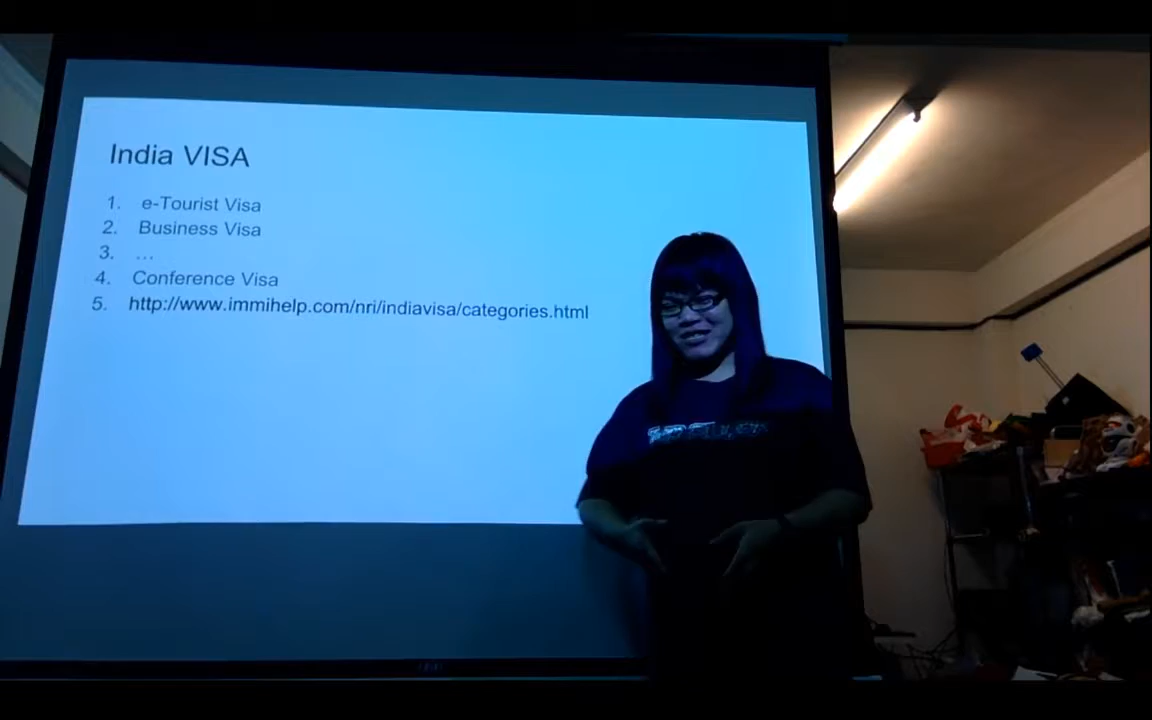 India VISA
1. e-Tourist Visa
2. Business Visa
3. ...
4. Conference Visa
5. http://www.immihelp.com/nri/indiavisa/categories.html